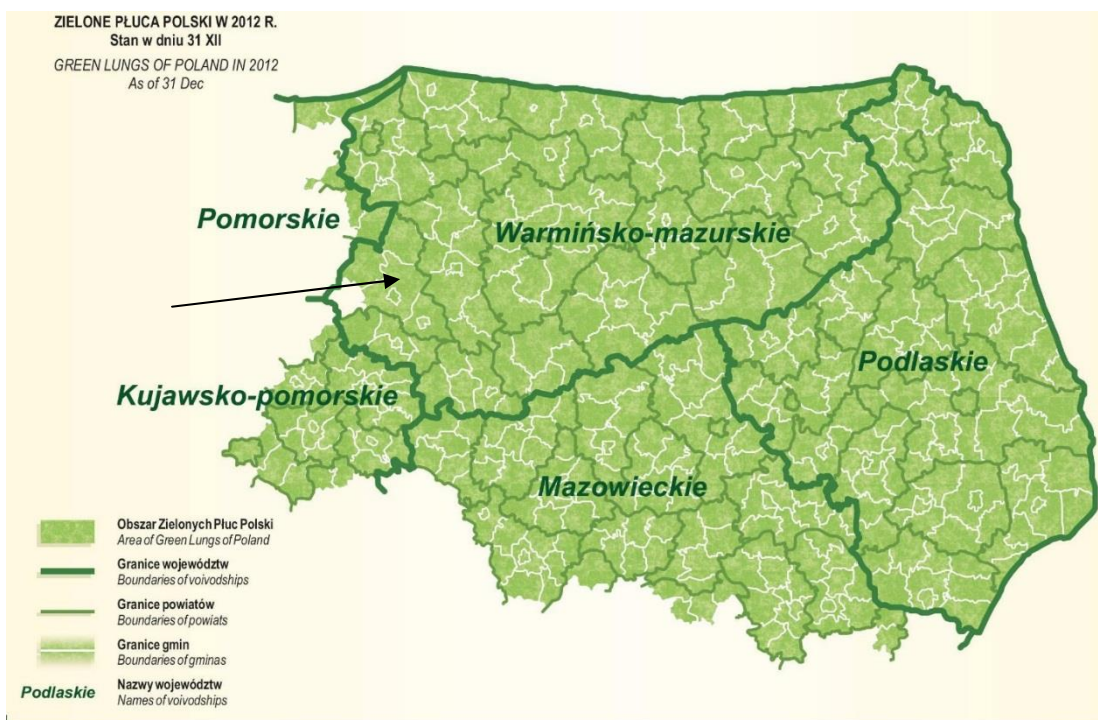 ZIELONE PŁUCA POLSKI W 2012 R.
Stan w dniu 31 XII
GREEN LUNGS OF POLAND IN 2012
As of 31 Dec
Pomorskie
Warmińsko-mazurskie
Podlaskie
Kujawsko-pomorskie
Mazowieckie
Obszar Zielonych Płuc Polski
Area of Green Lungs of Poland
Granice województw
Boundaries of voivodships
Granice powiatów
Boundaries of powiats
Granice gmin
Boundaries of gminas
Podlaskie
Nazwy województw
Names of voivodships